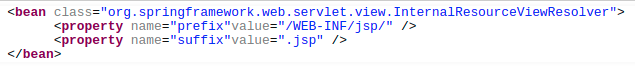 <bean class="org.springframework.web.servlet.view.InternalResourceViewResolver">
<property name="prefix"value="/WEB-INF/jsp/" />
<property name="suffix"value=".jsp" />
</bean>